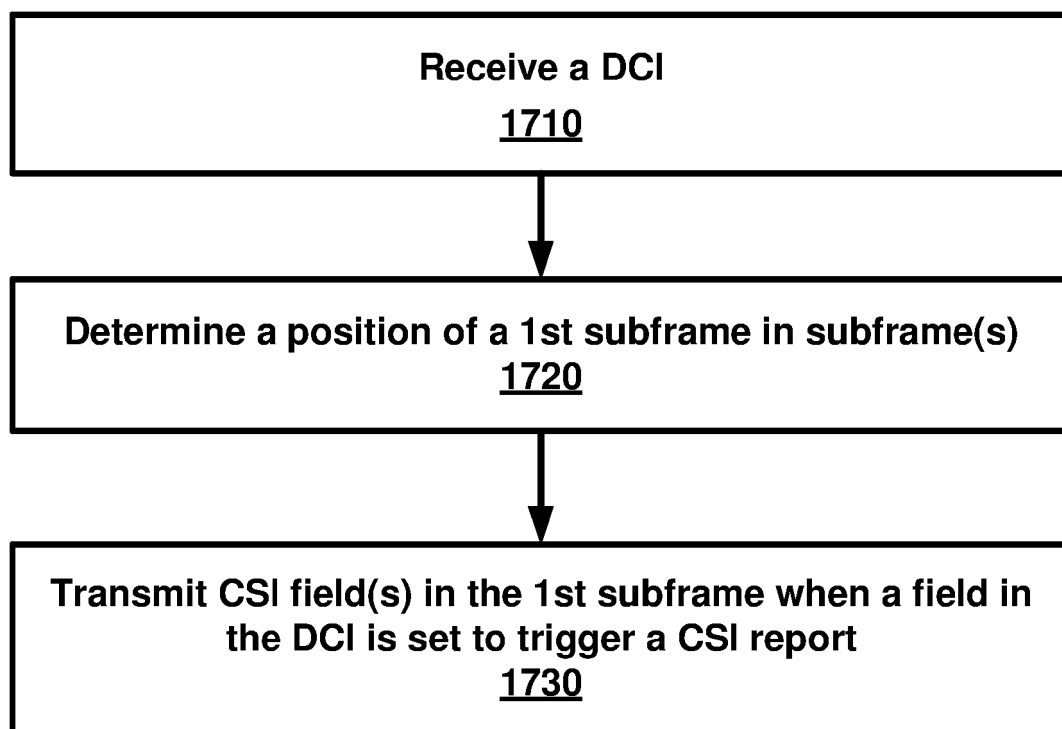 Receive a DCI
1710
Determine a position of a 1st subframe in subframe(s)
1720
Transmit CSI field(s) in the 1st subframe when a field in
the DCI is set to trigger a CSI report
1730